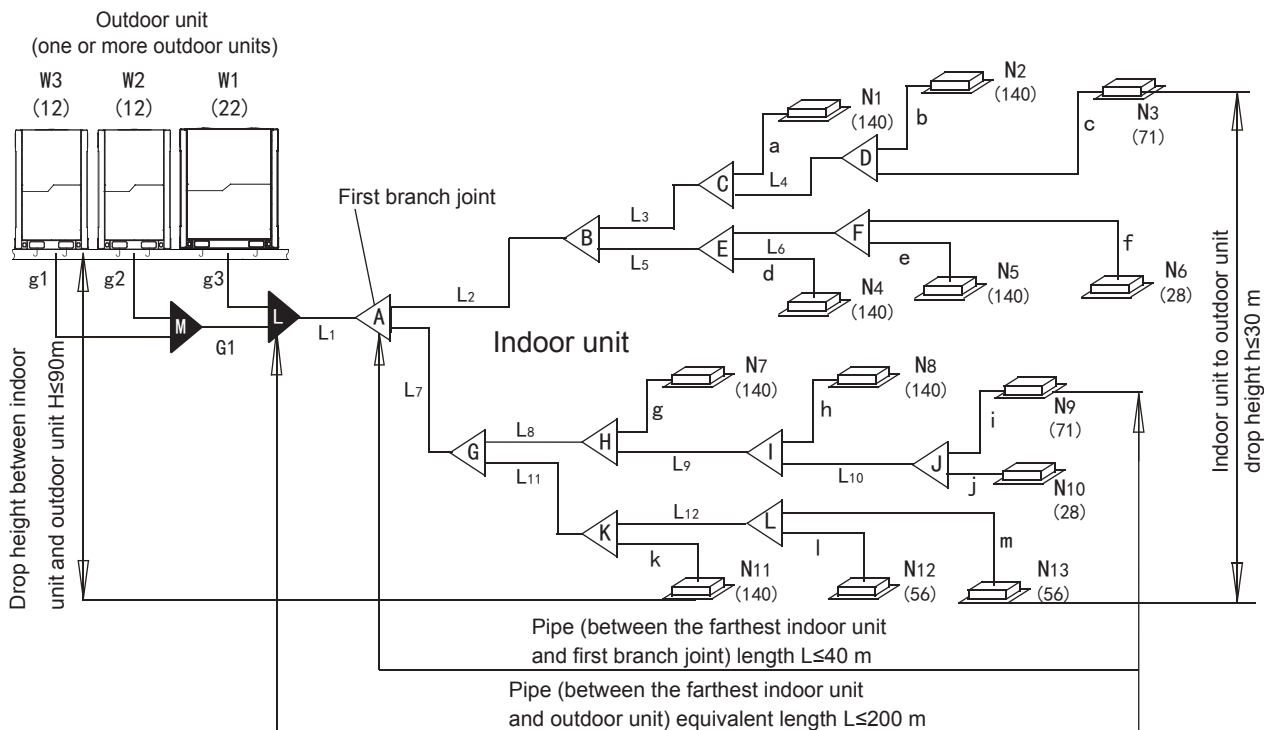 Outdoor unit
(one or more outdoor units)
W3
(12)
W2
(12)
W1
(22)
g1
g2
g3
M
G1
L
L1
First branch joint
A
L2
B
L3
L5
C
a
L4
N1
(140)
D
b
N2
(140)
c
N3
(71)
E
L6
d
N4
(140)
F
e
N5
(140)
f
N6
(28)
Indoor unit
L7
G
L8
L11
H
g
N7
(140)
L9
I
h
N8
(140)
L10
J
i
N9
(71)
j
N10
(28)
K
L12
k
N11
(140)
L
l
N12
(56)
m
N13
(56)
Drop height between indoor
unit and outdoor unit H≤90m
Indoor unit to outdoor unit
drop height h≤30 m
Pipe (between the farthest indoor unit
and first branch joint) length L≤40 m
Pipe (between the farthest indoor unit
and outdoor unit) equivalent length L≤200 m